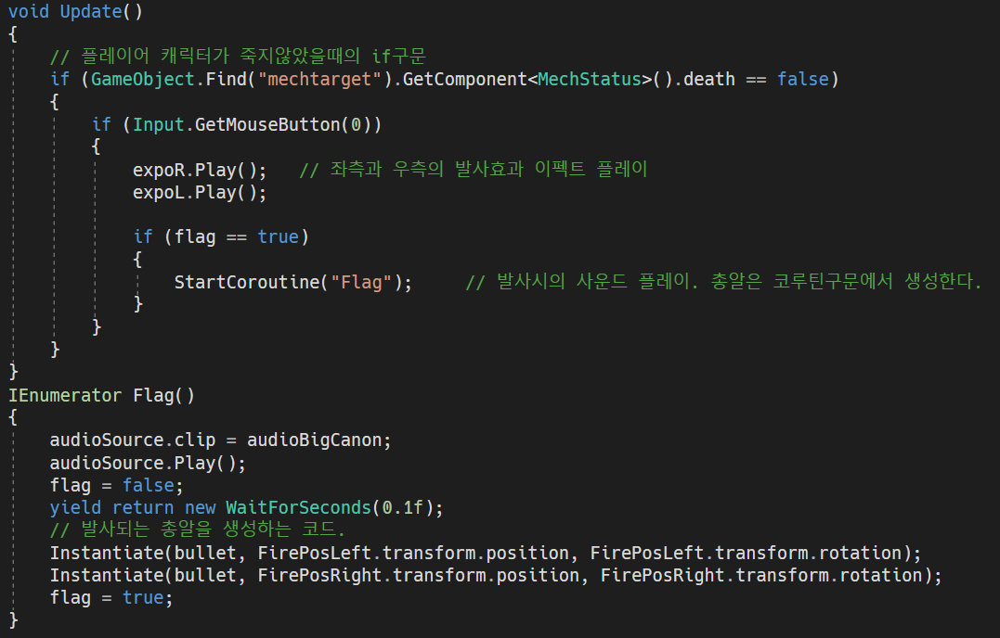 void Update()
{
// 플레이어 캐릭터가 죽지않았을때의 if구문
if (GameObject.Find("mechtarget").GetComponent<MechStatus>().death == false)
{
if (Input.GetMouseButton(0))
{
expoR.Play();   // 좌측과 우측의 발사효과 이펙트 플레이
expoL.Play();
if (flag == true)
{
StartCoroutine("Flag");     // 발사시의 사운드 플레이. 총알은 코루틴구문에서 생성한다.
}
}
}
}
IEnumerator Flag()
{
audioSource.clip = audioBigCanon;
audioSource.Play();
flag = false;
yield return new WaitForSeconds(0.1f);
// 발사되는 총알을 생성하는 코드.
Instantiate(bullet, FirePosLeft.transform.position, FirePosLeft.transform.rotation);
Instantiate(bullet, FirePosRight.transform.position, FirePosRight.transform.rotation);
flag = true;
}